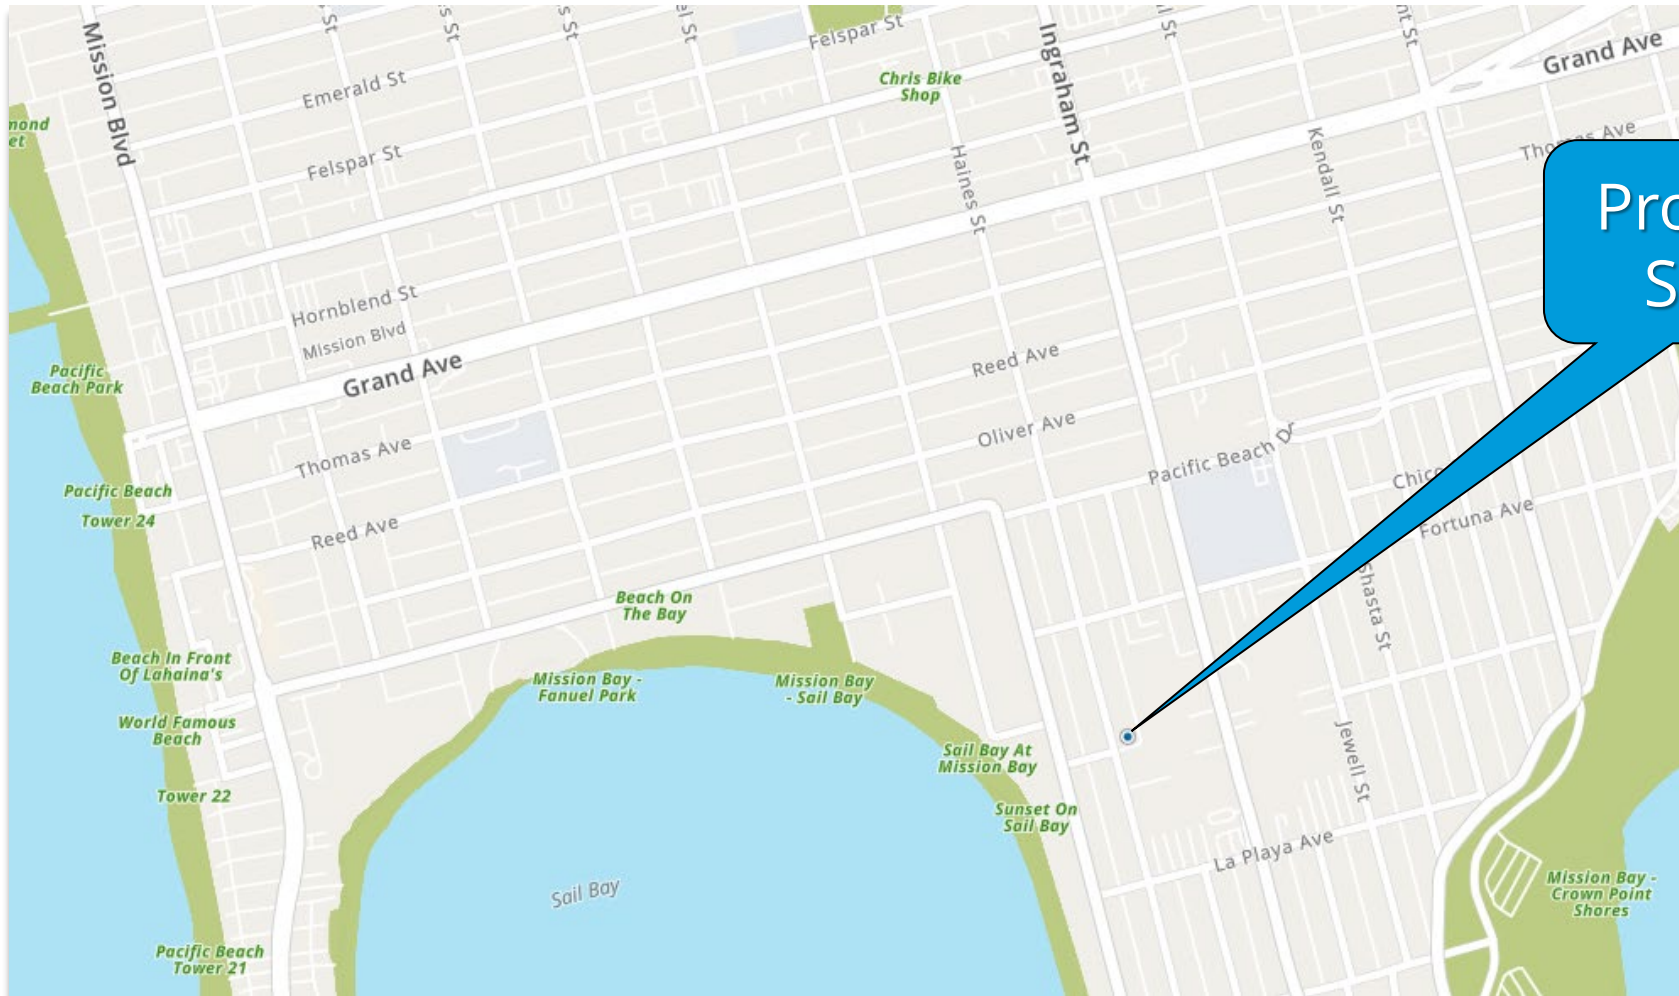 Mission Blvd
Emerald St
Felspar St
Felspar St
Chris Bike
Shop
Ingraham St
Grand Ave
Haines St
Kendall St
Thomas Ave
Hornblend St
Mission Blvd
Grand Ave
Pacific
Beach Park
Reed Ave
Oliver Ave
Thomas Ave
Pacific Beach Dr
Pacific Beach
Tower 24
Reed Ave
Fortuna Ave
Shasta St
Beach On
The Bay
Beach In Front
Of Lahaina's
Mission Bay -
Fanuel Park
Mission Bay
- Sail Bay
World Famous
Beach
Sail Bay At
Mission Bay
Jewell St
Tower 22
Sunset On
Sail Bay
La Playa Ave
Sail Bay
Mission Bay -
Crown Point
Shores
Pacific Beach
Tower 21